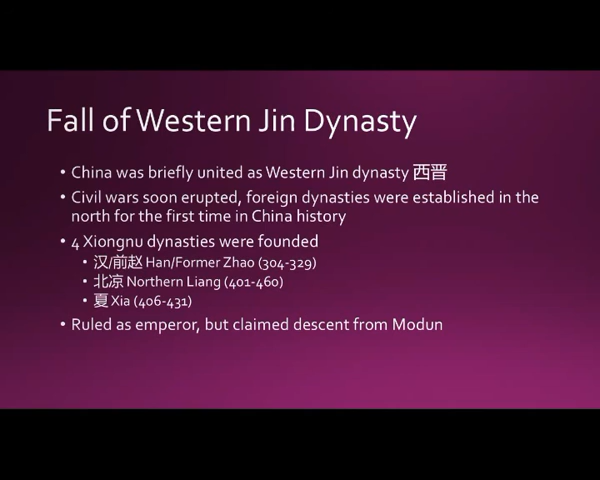 Fall of Western Jin Dynasty
• China was briefly united as Western Jin dynasty 西晋
• Civil wars soon erupted, foreign dynasties were established in the
north for the first time in China history
• 4 Xiongnu dynasties were founded
• 汉/前赵 Han/Former Zhao (304-329)
• 北凉 Northern Liang (401-460)
• 夏 Xia (406-431)
• Ruled as emperor, but claimed descent from Modun